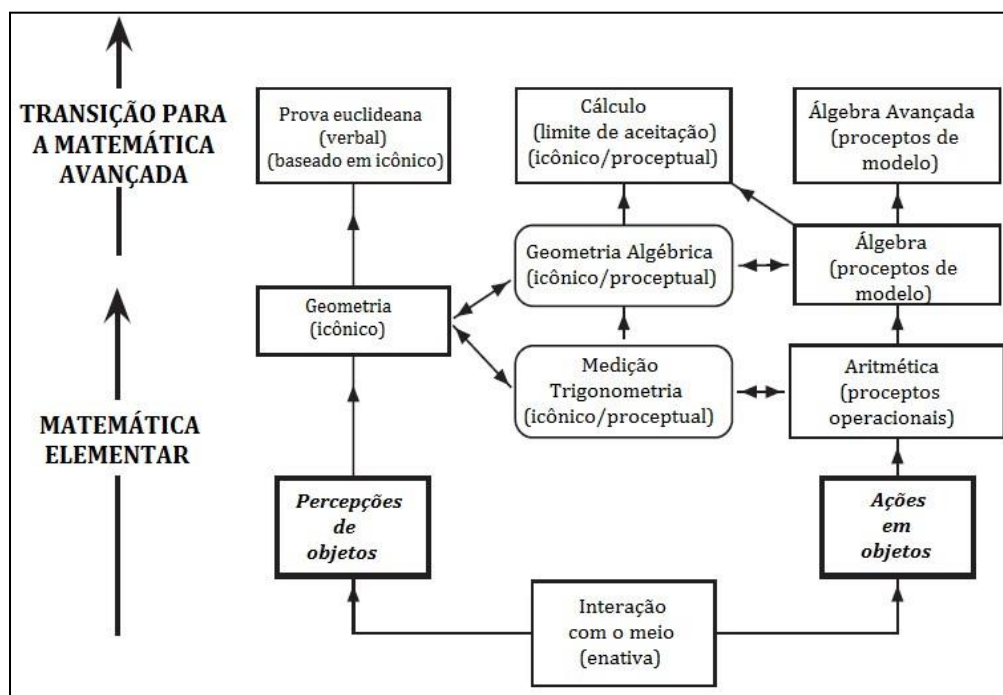 TRANSIÇÃO PARA
A MATEMÁTICA
AVANÇADA
Prova euclideana
(verbal)
(baseado em icônico)
Cálculo
(limite de aceitação)
(icônico/proceptual)
Álgebra Avançada
(proceptos de
modelo)
Geometria Algébrica
(icônico/proceptual)
Álgebra
(proceptos de
modelo)
Geometria
(icônico)
Medição
Trigonometria
(icônico/proceptual)
Aritmética
(proceptos
operacionais)
MATEMÁTICA
ELEMENTAR
Percepções
de
objetos
Ações
em
objetos
Interação
com o meio
(enativa)